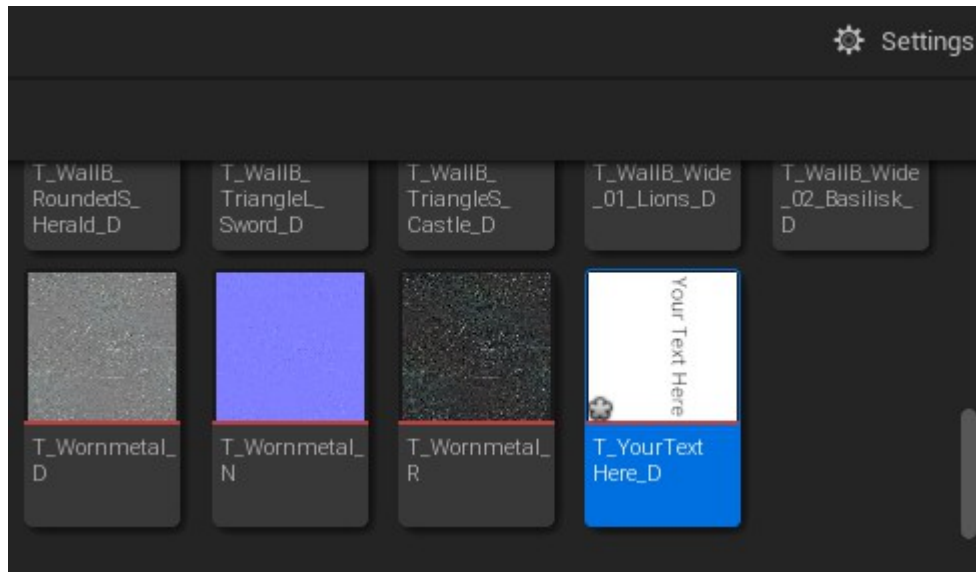 Settings
T_WallB_
RoundedS_
Herald_D
T_WallB_
TriangleL_
Sword_D
T_WallB_
TriangleS_
Castle_D
T_WallB_Wide
_01_Lions_D
T_WallB_Wide
_02_Basilisk_
D
Your Text Here
T_Wornmetal_
D
T_Wornmetal_
N
T_Wornmetal_
R
T_YourText
Here_D